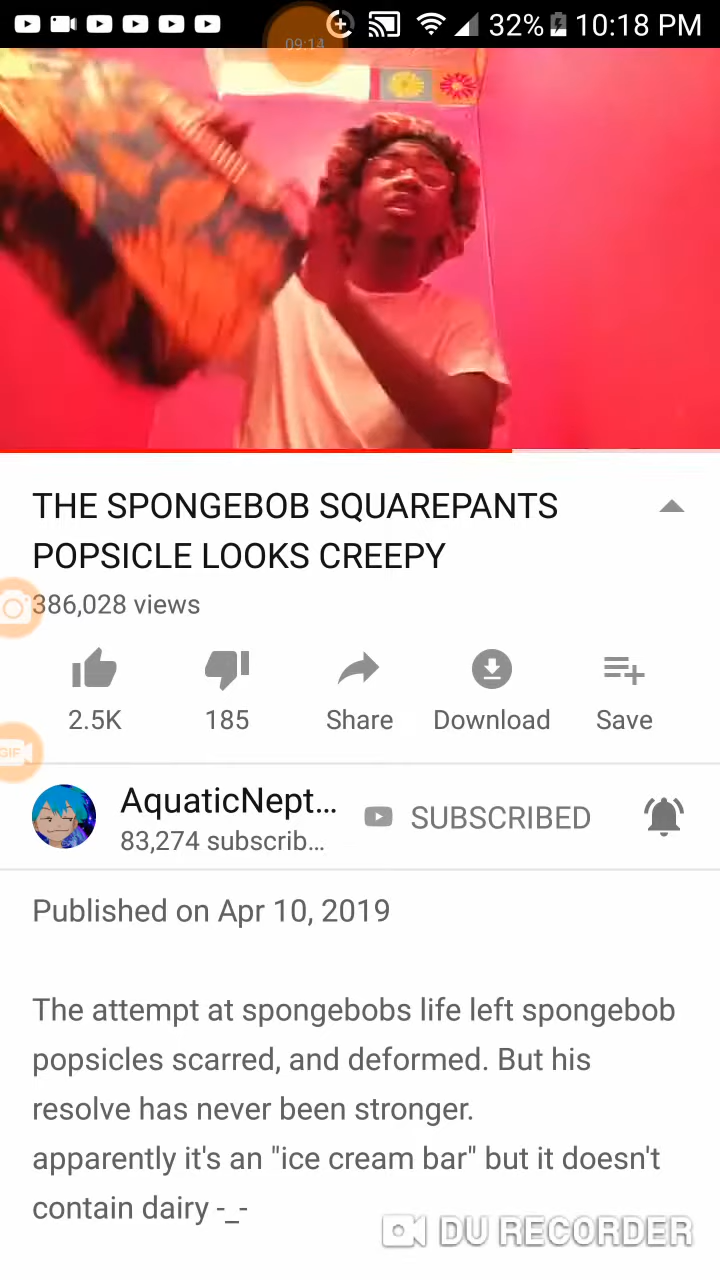 32% 10:18 PM
09:14
THE SPONGEBOB SQUAREPANTS
POPSICLE LOOKS CREEPY
386,028 views
2.5K 185 Share Download Save
GIF
AquaticNept...
SUBSCRIBED
83,274 subscrib...
Published on Apr 10, 2019
The attempt at spongebobs life left spongebob
popsicles scarred, and deformed. But his
resolve has never been stronger.
apparently it's an "ice cream bar" but it doesn't
contain dairy -_-
DU RECORDER